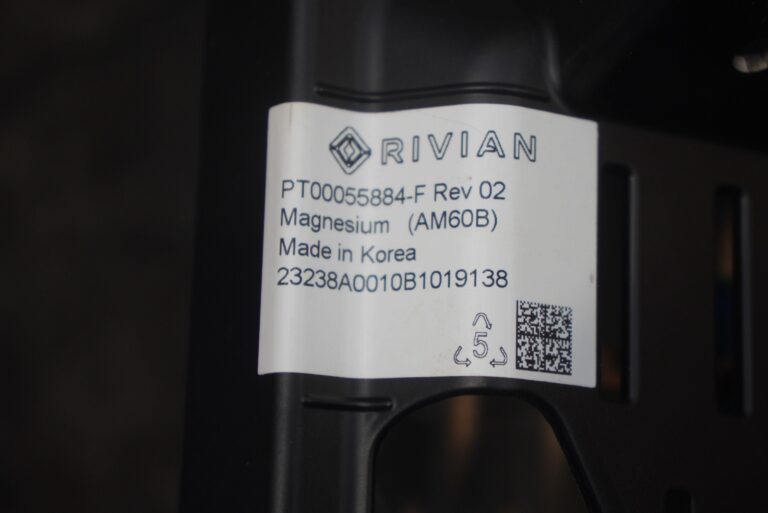 RIVIAN
PT00055884-F Rev 02
Magnesium (AM60B)
Made in Korea
23238A0010B1019138
5